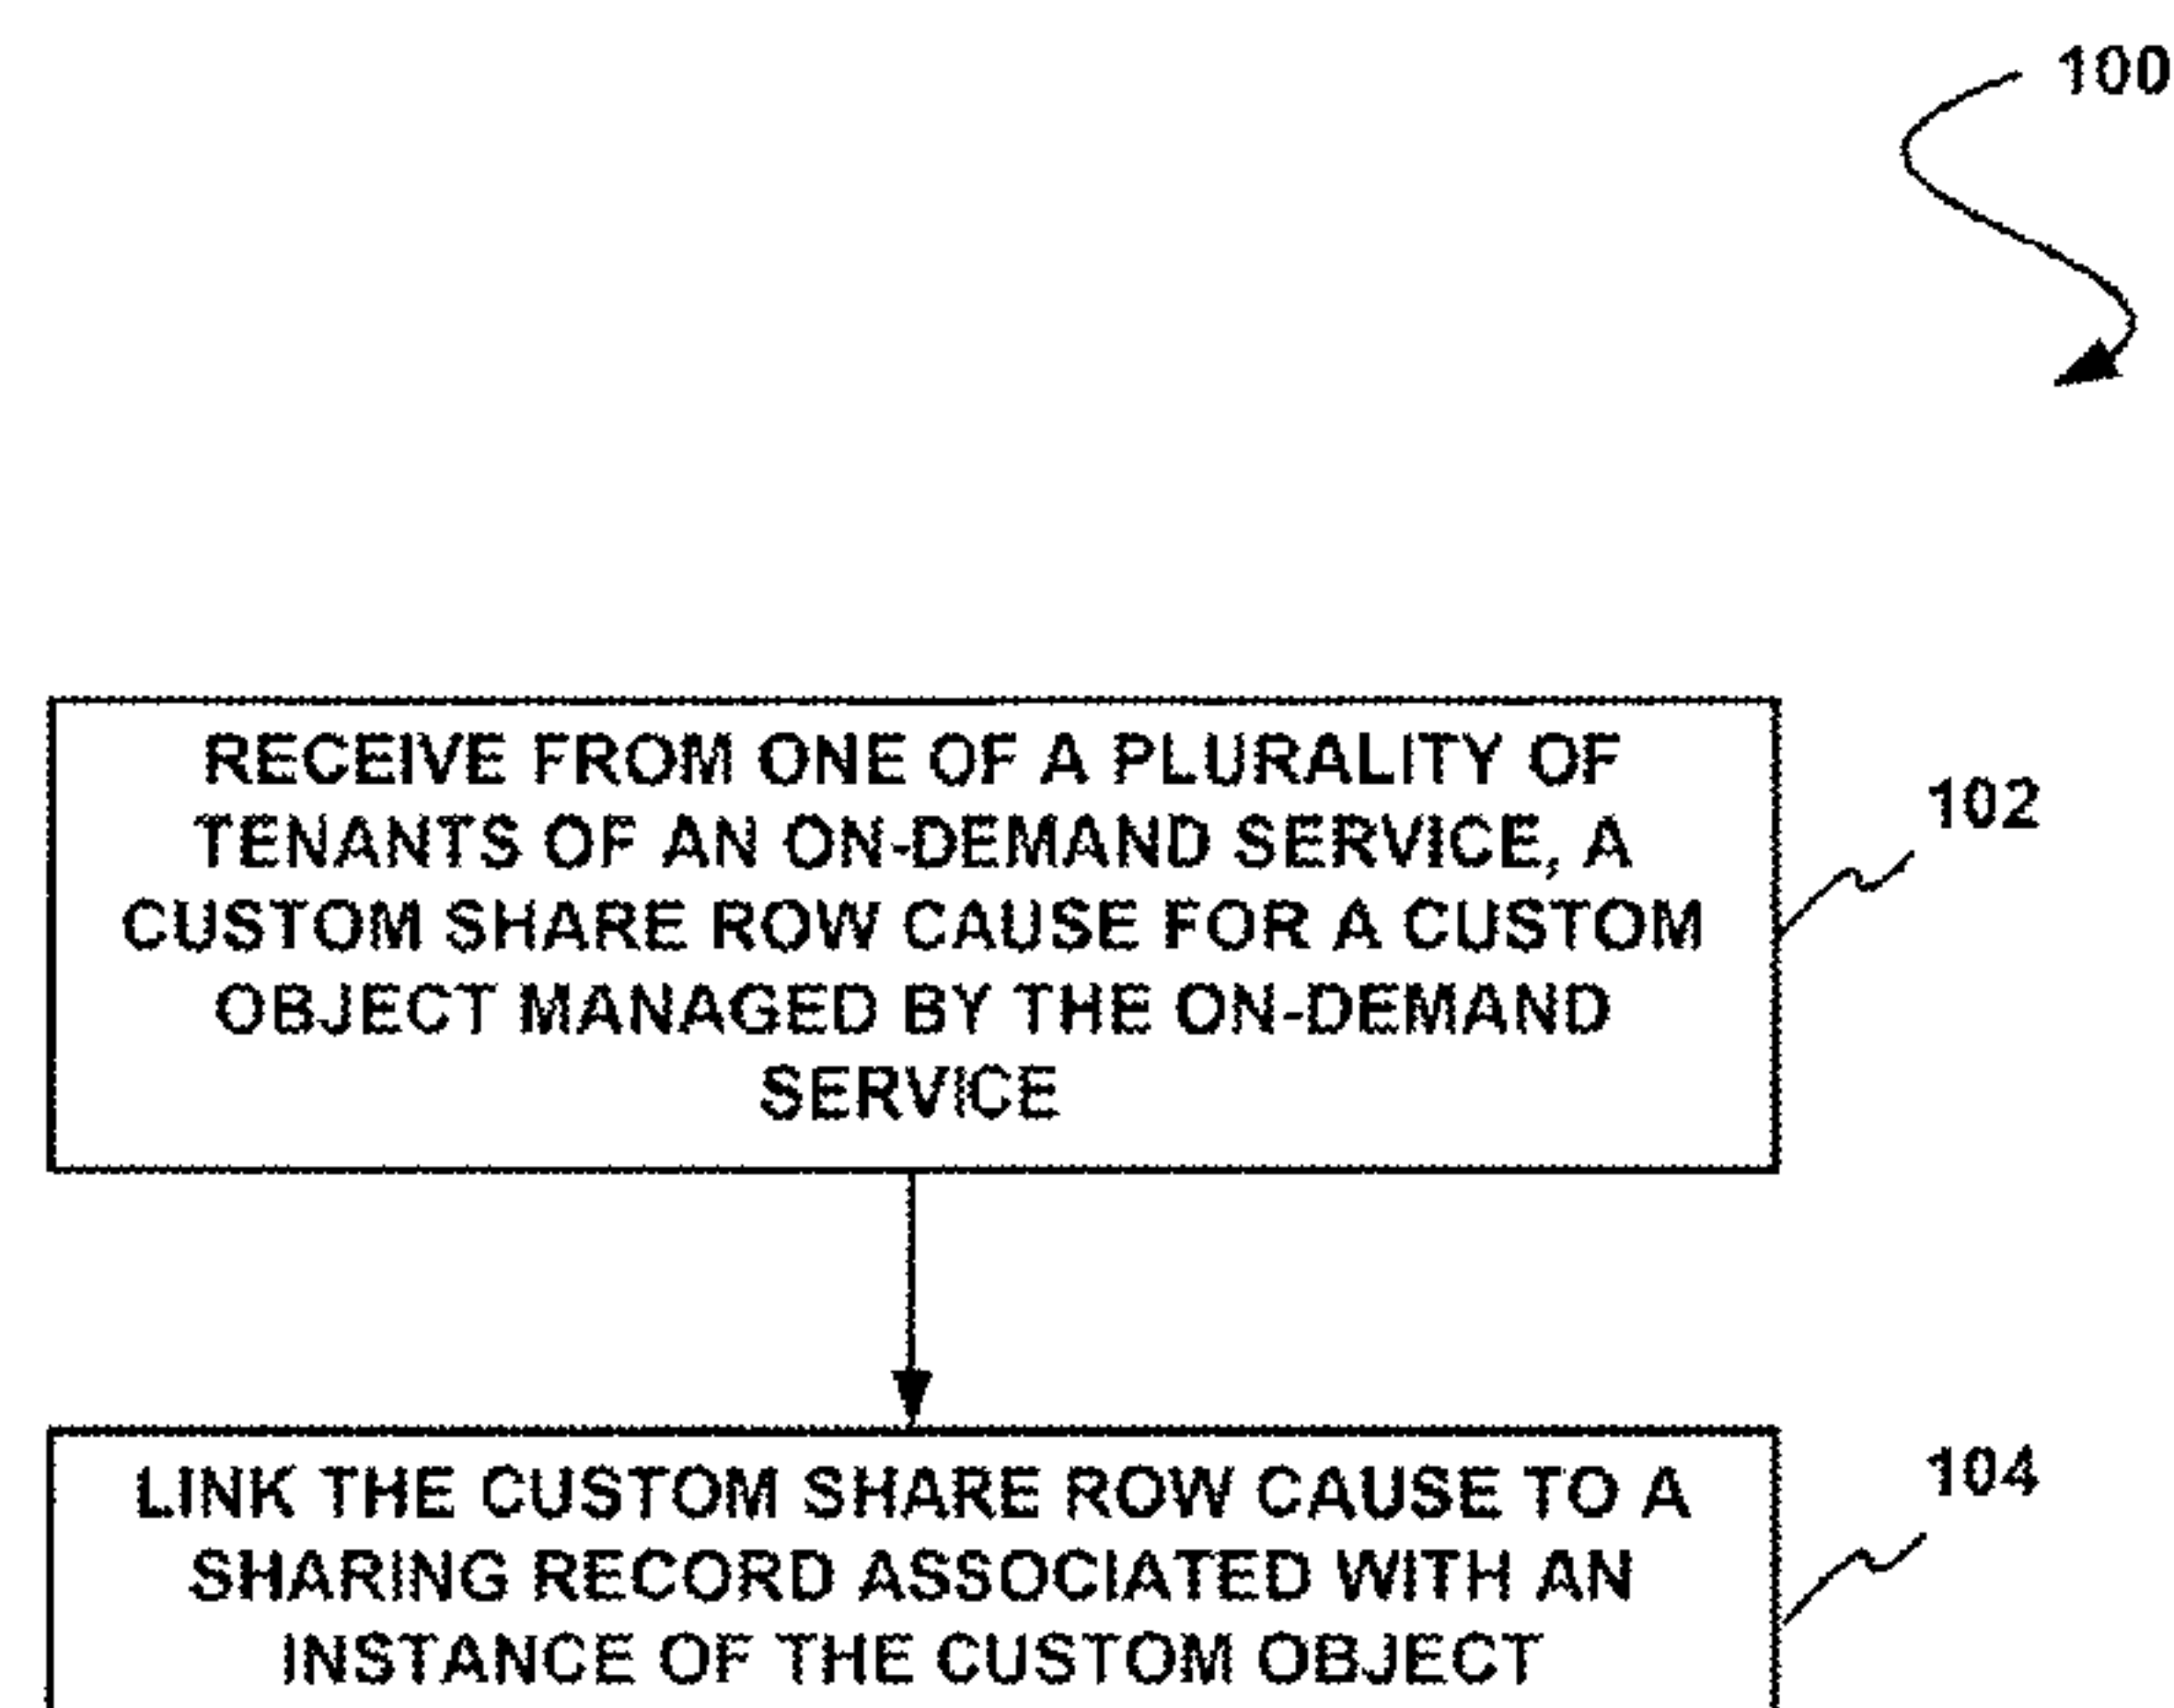 100
RECEIVE FROM ONE OF A PLURALITY OF
TENANTS OF AN ON-DEMAND SERVICE, A
CUSTOM SHARE ROW CAUSE FOR A CUSTOM
OBJECT MANAGED BY THE ON-DEMAND
SERVICE
102
LINK THE CUSTOM SHARE ROW CAUSE TO A
SHARING RECORD ASSOCIATED WITH AN
INSTANCE OF THE CUSTOM OBJECT
104